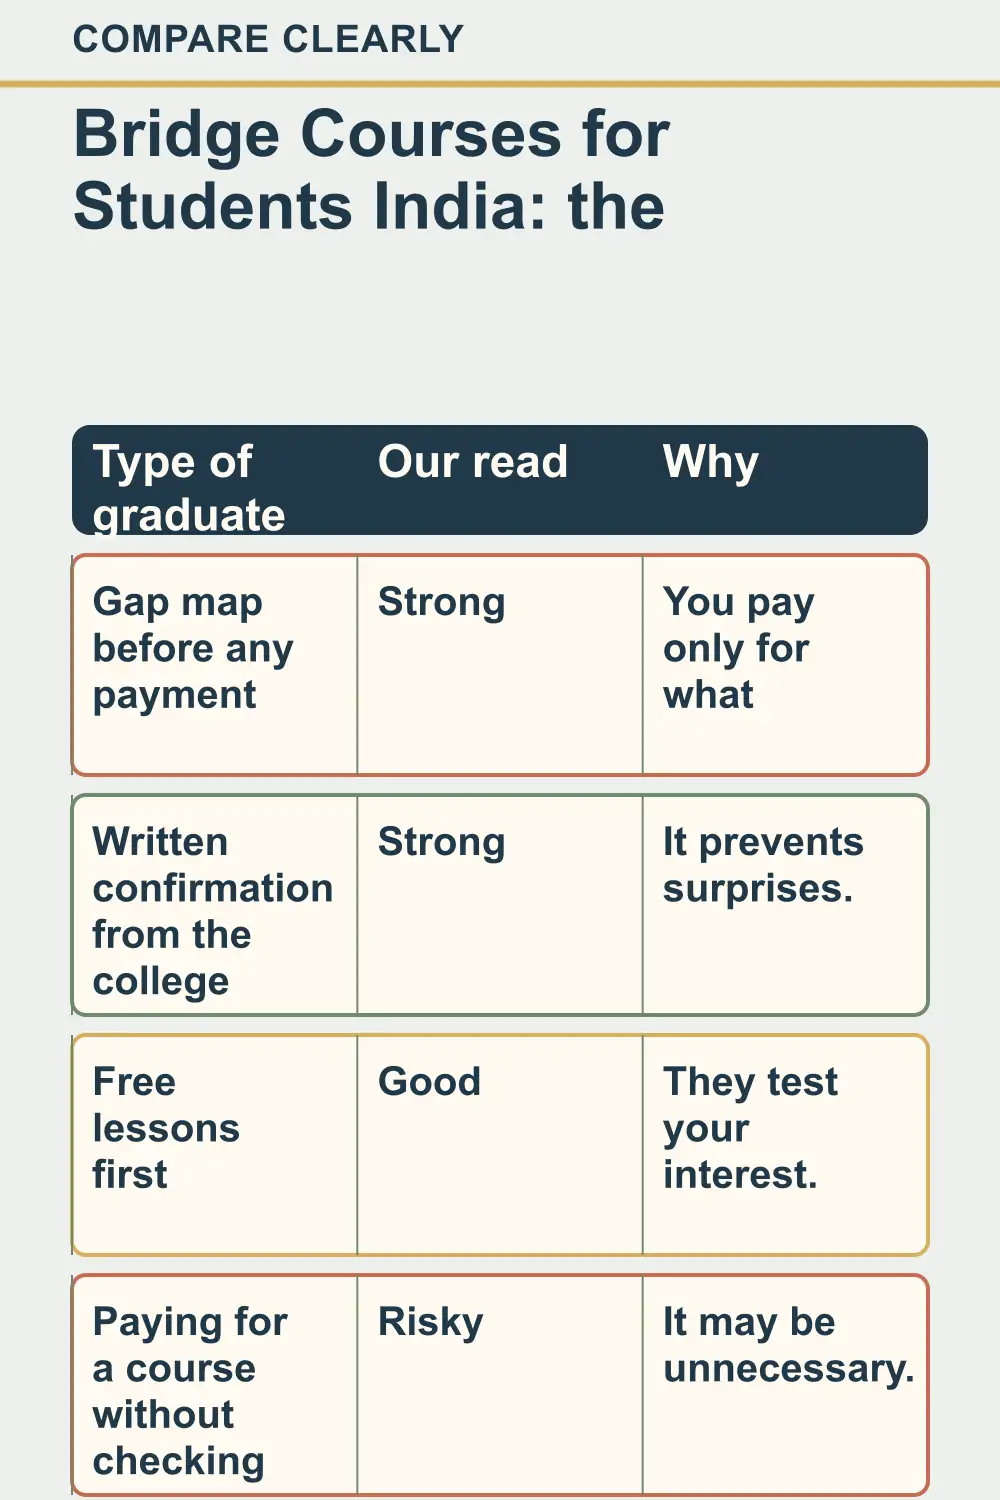 COMPARE CLEARLY
Bridge Courses for
Students India: the
Type of
graduate
Our read
Why
Gap map
before any
payment
Strong
You pay
only for
what
Written
confirmation
from the
college
Strong
It prevents
surprises.
Free
lessons
first
Good
They test
your
interest.
Paying for
a course
without
checking
Risky
It may be
unnecessary.